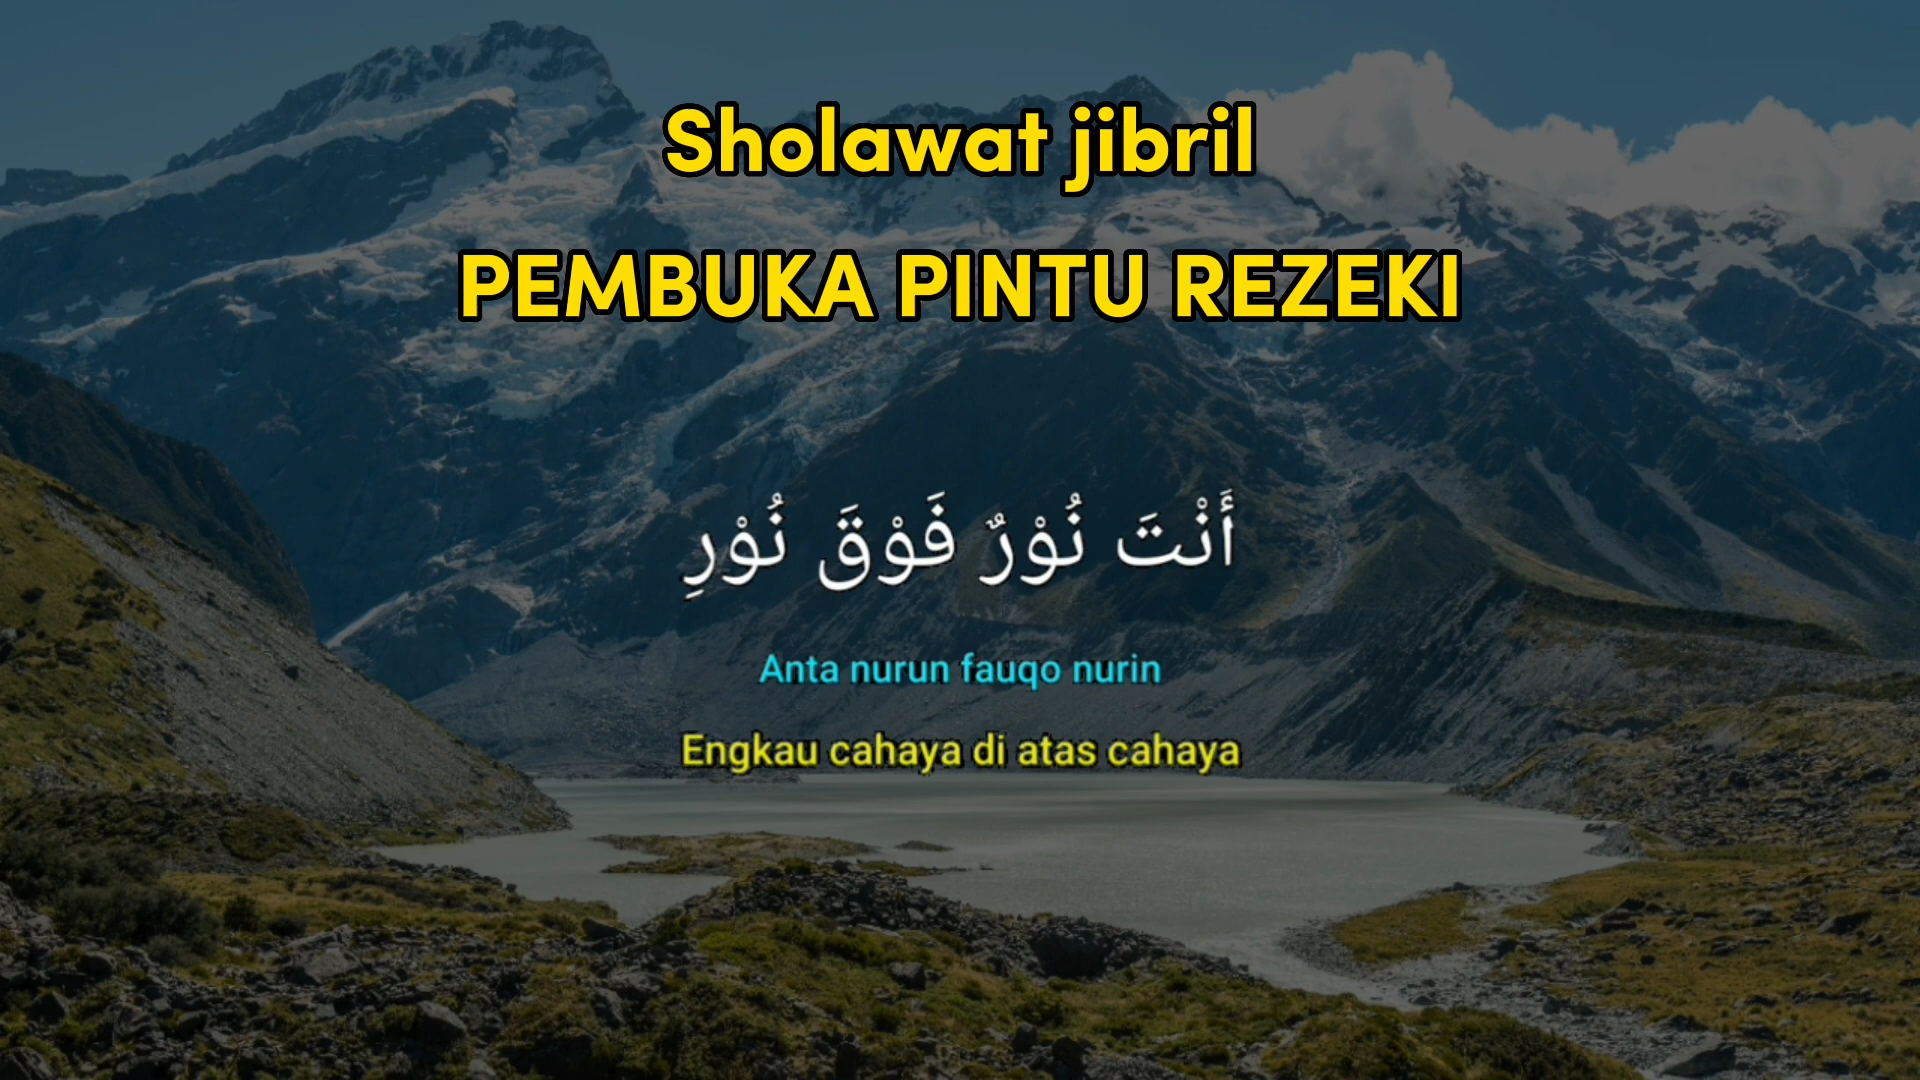 Sholawat jibril
PEMBUKA PINTU REZEKI
أَنْتَ نُوْرٌ فَوْقَ نُوْرِ
Anta nurun fauqo nurin
Engkau cahaya di atas cahaya